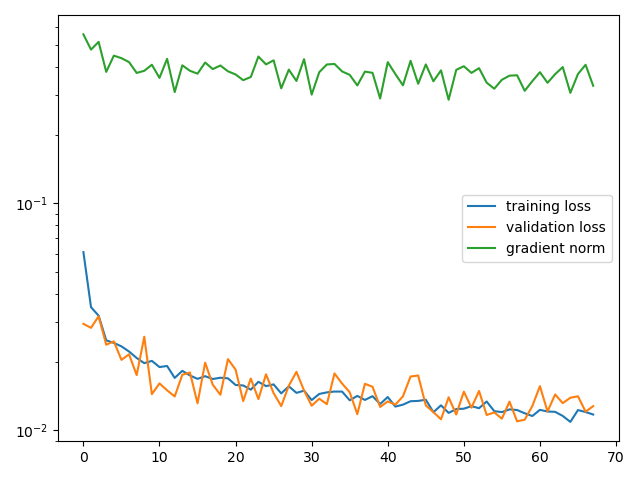 10⁻¹
10⁻²
training loss
validation loss
gradient norm
0 10 20 30 40 50 60 70